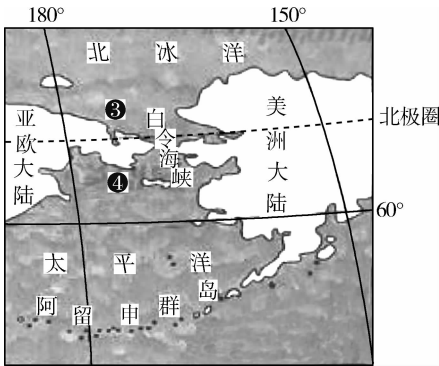 180° 150°
北冰洋
❸
白令海峡
亚欧大陆
美洲大陆
北极圈
❹
60°
太平洋
阿留申群岛